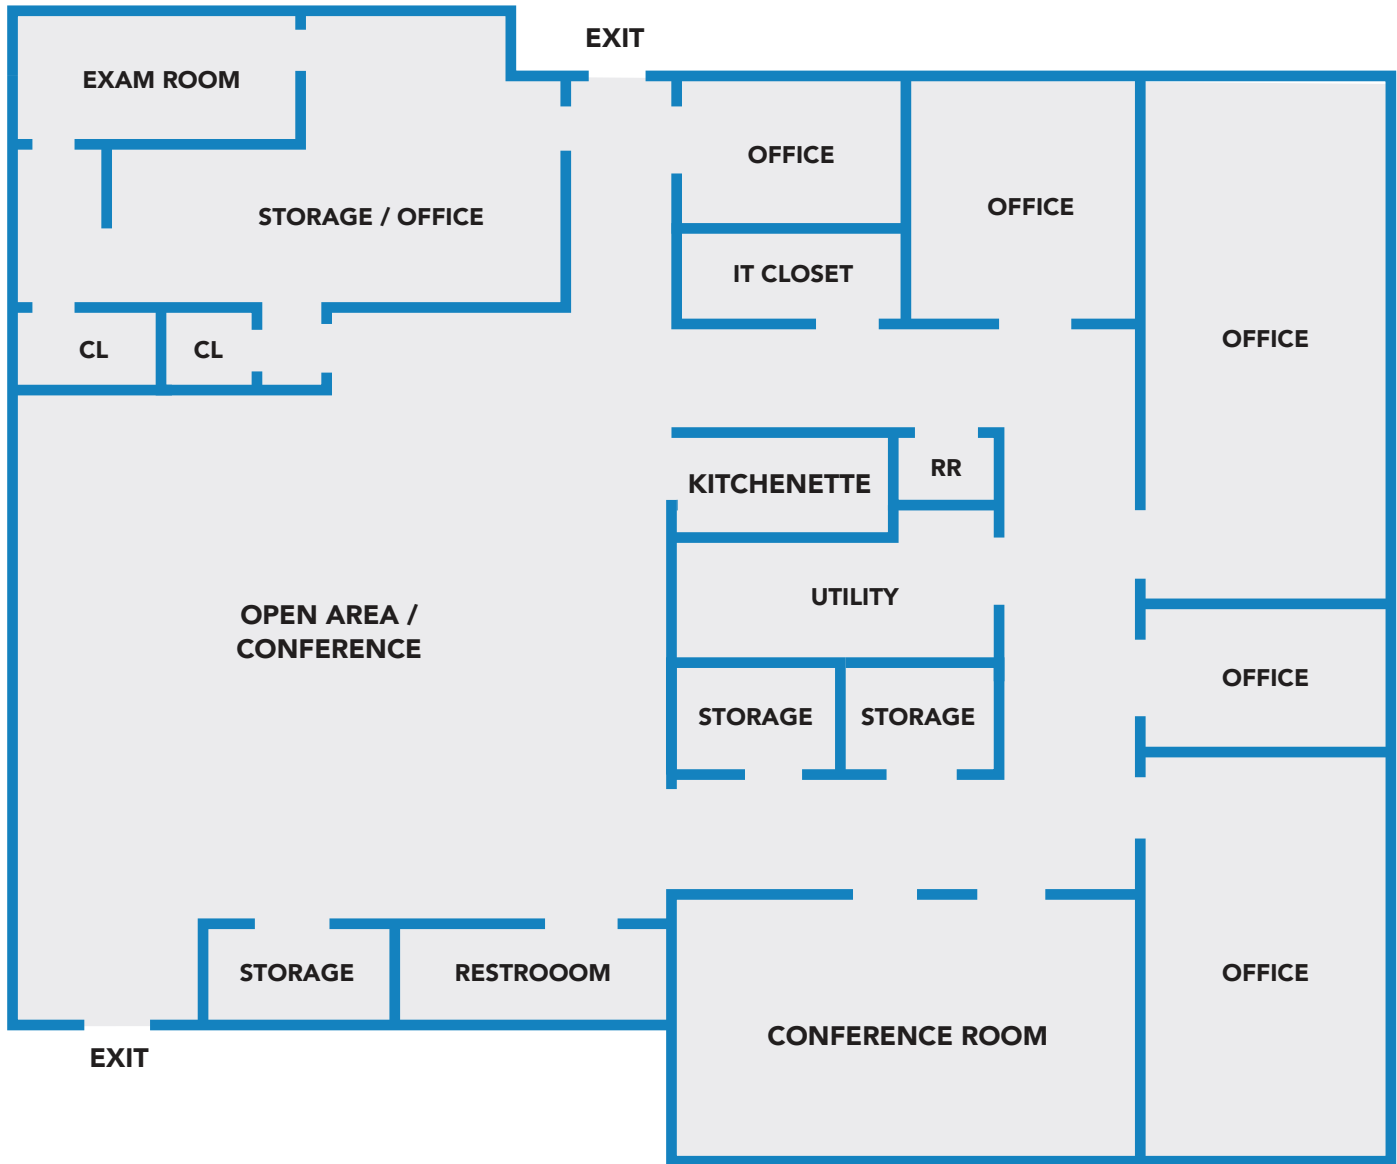 EXIT
EXAM ROOM
OFFICE
OFFICE
STORAGE / OFFICE
IT CLOSET
OFFICE
CL
CL
RR
KITCHENETTE
UTILITY
OPEN AREA /
CONFERENCE
OFFICE
STORAGE
STORAGE
STORAGE
RESTROOOM
OFFICE
CONFERENCE ROOM
EXIT